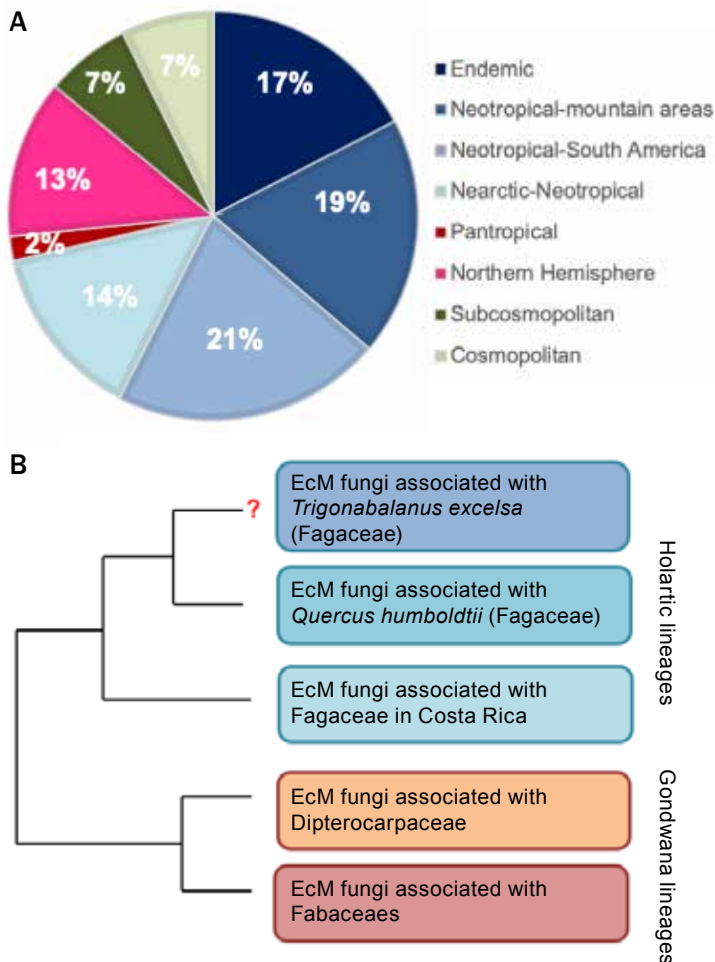 A
17%
19%
21%
14%
2%
13%
7%
7%
Endemic
Neotropical-mountain areas
Neotropical-South America
Nearctic-Neotropical
Pantropical
Northern Hemisphere
Subcosmopolitan
Cosmopolitan
B
?
EcM fungi associated with
Trigonabalanus excelsa
(Fagaceae)
EcM fungi associated with
Quercus humboldtii (Fagaceae)
EcM fungi associated with
Fagaceae in Costa Rica
Holartic lineages
EcM fungi associated with
Dipterocarpaceae
EcM fungi associated with
Fabaceaes
Gondwana lineages